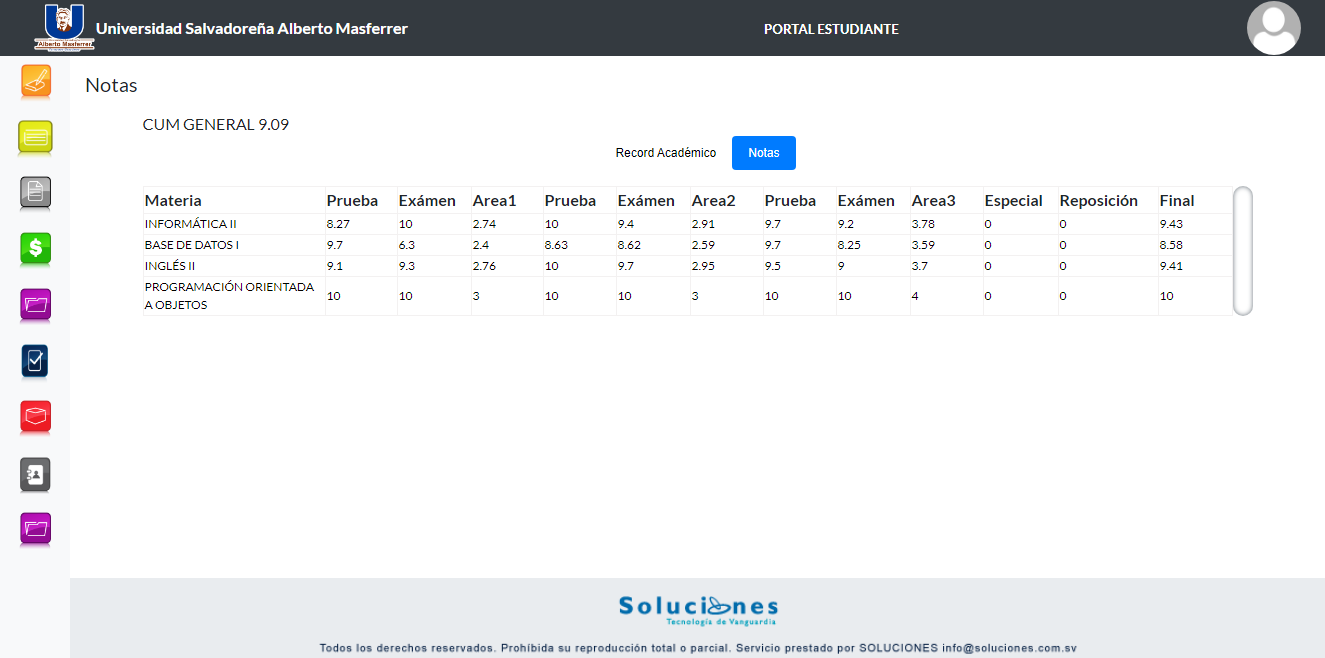 Alberto Masferrer
Universidad Salvadoreña Alberto Masferrer
PORTAL ESTUDIANTE
Notas
CUM GENERAL 9.09
Record Académico Notas
Materia Prueba Exámen Area1 Prueba Exámen Area2 Prueba Exámen Area3 Especial Reposición Final
INFORMÁTICA II 8.27 10 2.74 10 9.4 2.91 9.7 9.2 3.78 0 0 9.43
BASE DE DATOS I 9.7 6.3 2.4 8.63 8.62 2.59 9.7 8.25 3.59 0 0 8.58
INGLÉS II 9.1 9.3 2.76 10 9.7 2.95 9.5 9 3.7 0 0 9.41
PROGRAMACIÓN ORIENTADA
A OBJETOS 10 10 3 10 10 3 10 10 4 0 0 10
Soluciones
Tecnología de Vanguardia
Todos los derechos reservados. Prohíbida su reproducción total o parcial. Servicio prestado por SOLUCIONES info@soluciones.com.sv